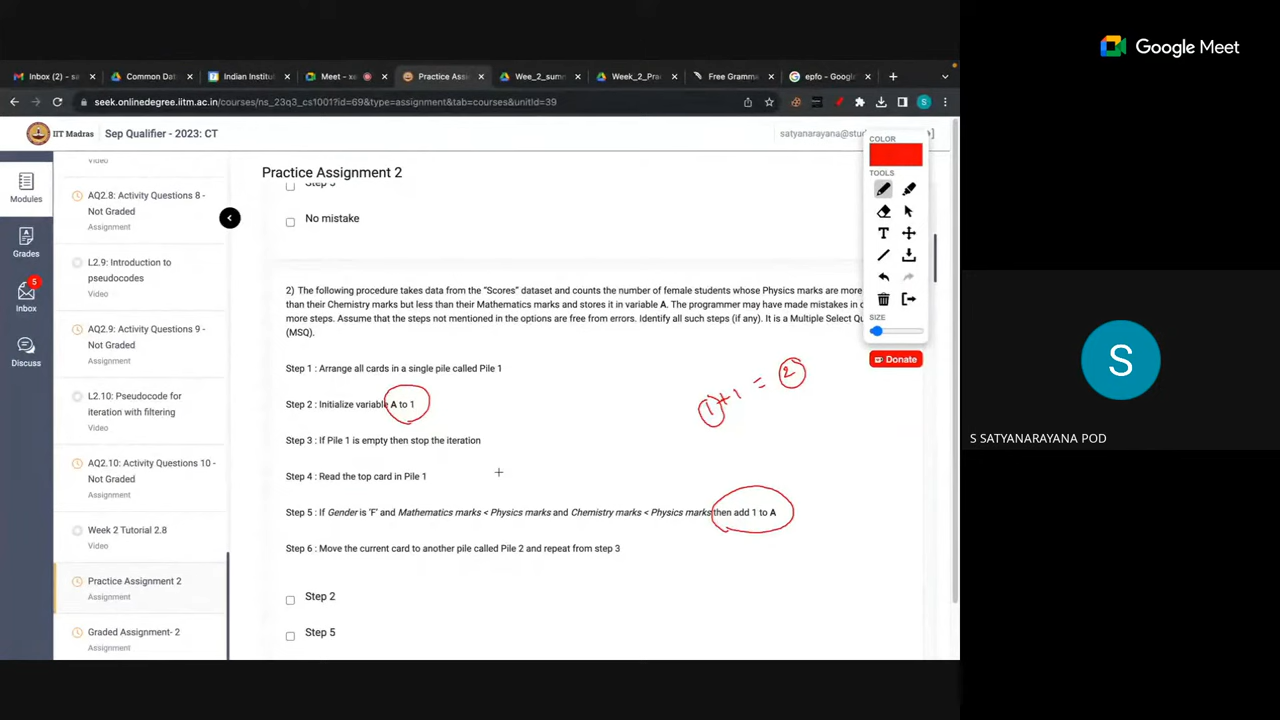 Google Meet
Inbox (2) - sa
Common Dat
Indian Institut
Meet - xe
Practice Assi
Wee_2_sum
Week_2_Pra
Free Gramma
epfo - Google
seek.onlinedegree.iitm.ac.in/courses/ns_23q3_cs1001?id=69&type=assignment&tab=courses&unitId=39
S
IIT Madras
Sep Qualifier - 2023: CT
satyanarayana@stud
COLOR
TOOLS
T
SIZE
Donate
Modules
Grades
5
Inbox
Discuss
Video
AQ2.8: Activity Questions 8 -
Not Graded
Assignment
L2.9: Introduction to
pseudocodes
Video
AQ2.9: Activity Questions 9 -
Not Graded
Assignment
L2.10: Pseudocode for
iteration with filtering
Video
AQ2.10: Activity Questions 10 -
Not Graded
Assignment
Week 2 Tutorial 2.8
Video
Practice Assignment 2
Assignment
Graded Assignment- 2
Assignment
Practice Assignment 2
Step 5
No mistake
2) The following procedure takes data from the "Scores" dataset and counts the number of female students whose Physics marks are more
than their Chemistry marks but less than their Mathematics marks and stores it in variable A. The programmer may have made mistakes in
more steps. Assume that the steps not mentioned in the options are free from errors. Identify all such steps (if any). It is a Multiple Select Qu
(MSQ).
Step 1 : Arrange all cards in a single pile called Pile 1
Step 2 : Initialize variable A to 1
1 + 1 = 2
Step 3 : If Pile 1 is empty then stop the iteration
Step 4 : Read the top card in Pile 1
Step 5 : If Gender is 'F' and Mathematics marks < Physics marks and Chemistry marks < Physics marks then add 1 to A
Step 6 : Move the current card to another pile called Pile 2 and repeat from step 3
Step 2
Step 5
S
S SATYANARAYANA POD